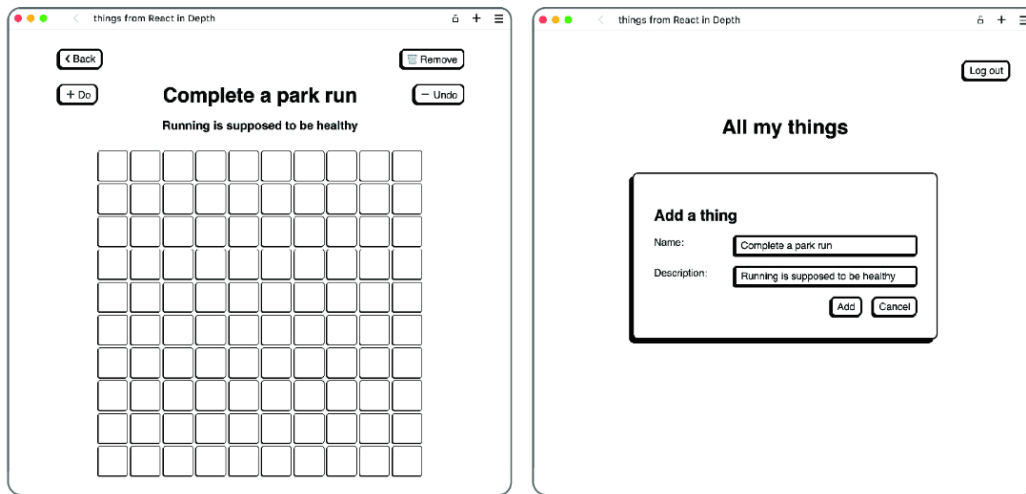 things from React in Depth
Back
Remove
+ Do
Complete a park run
− Undo
Running is supposed to be healthy
things from React in Depth
Log out
All my things
Add a thing
Name: Complete a park run
Description: Running is supposed to be healthy
Add Cancel